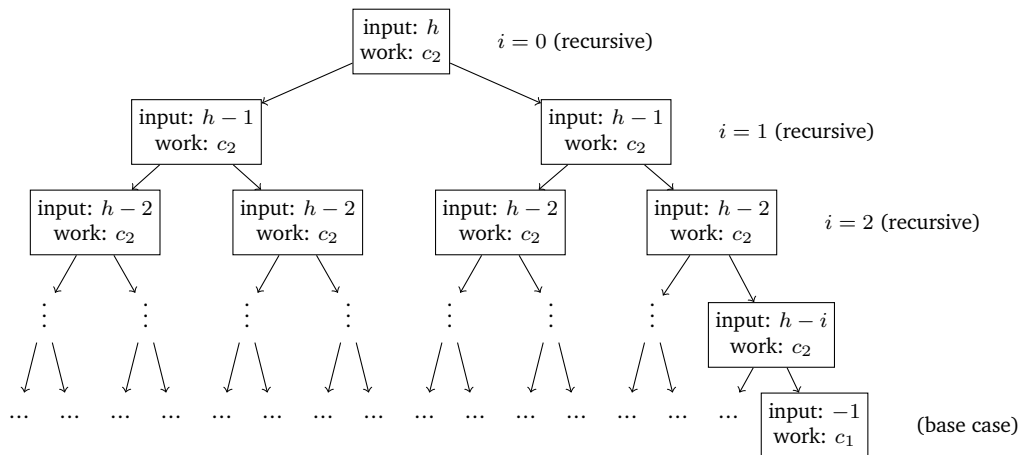 input: h
work: c₂
i = 0 (recursive)
input: h − 1
work: c₂
input: h − 1
work: c₂
i = 1 (recursive)
input: h − 2
work: c₂
input: h − 2
work: c₂
input: h − 2
work: c₂
input: h − 2
work: c₂
i = 2 (recursive)
⋮ ⋮ ⋮ ⋮ ⋮ ⋮ ⋮
input: h − i
work: c₂
... ... ... ... ... ... ... ... ... ... ... ... ... ... ...
input: −1
work: c₁
(base case)